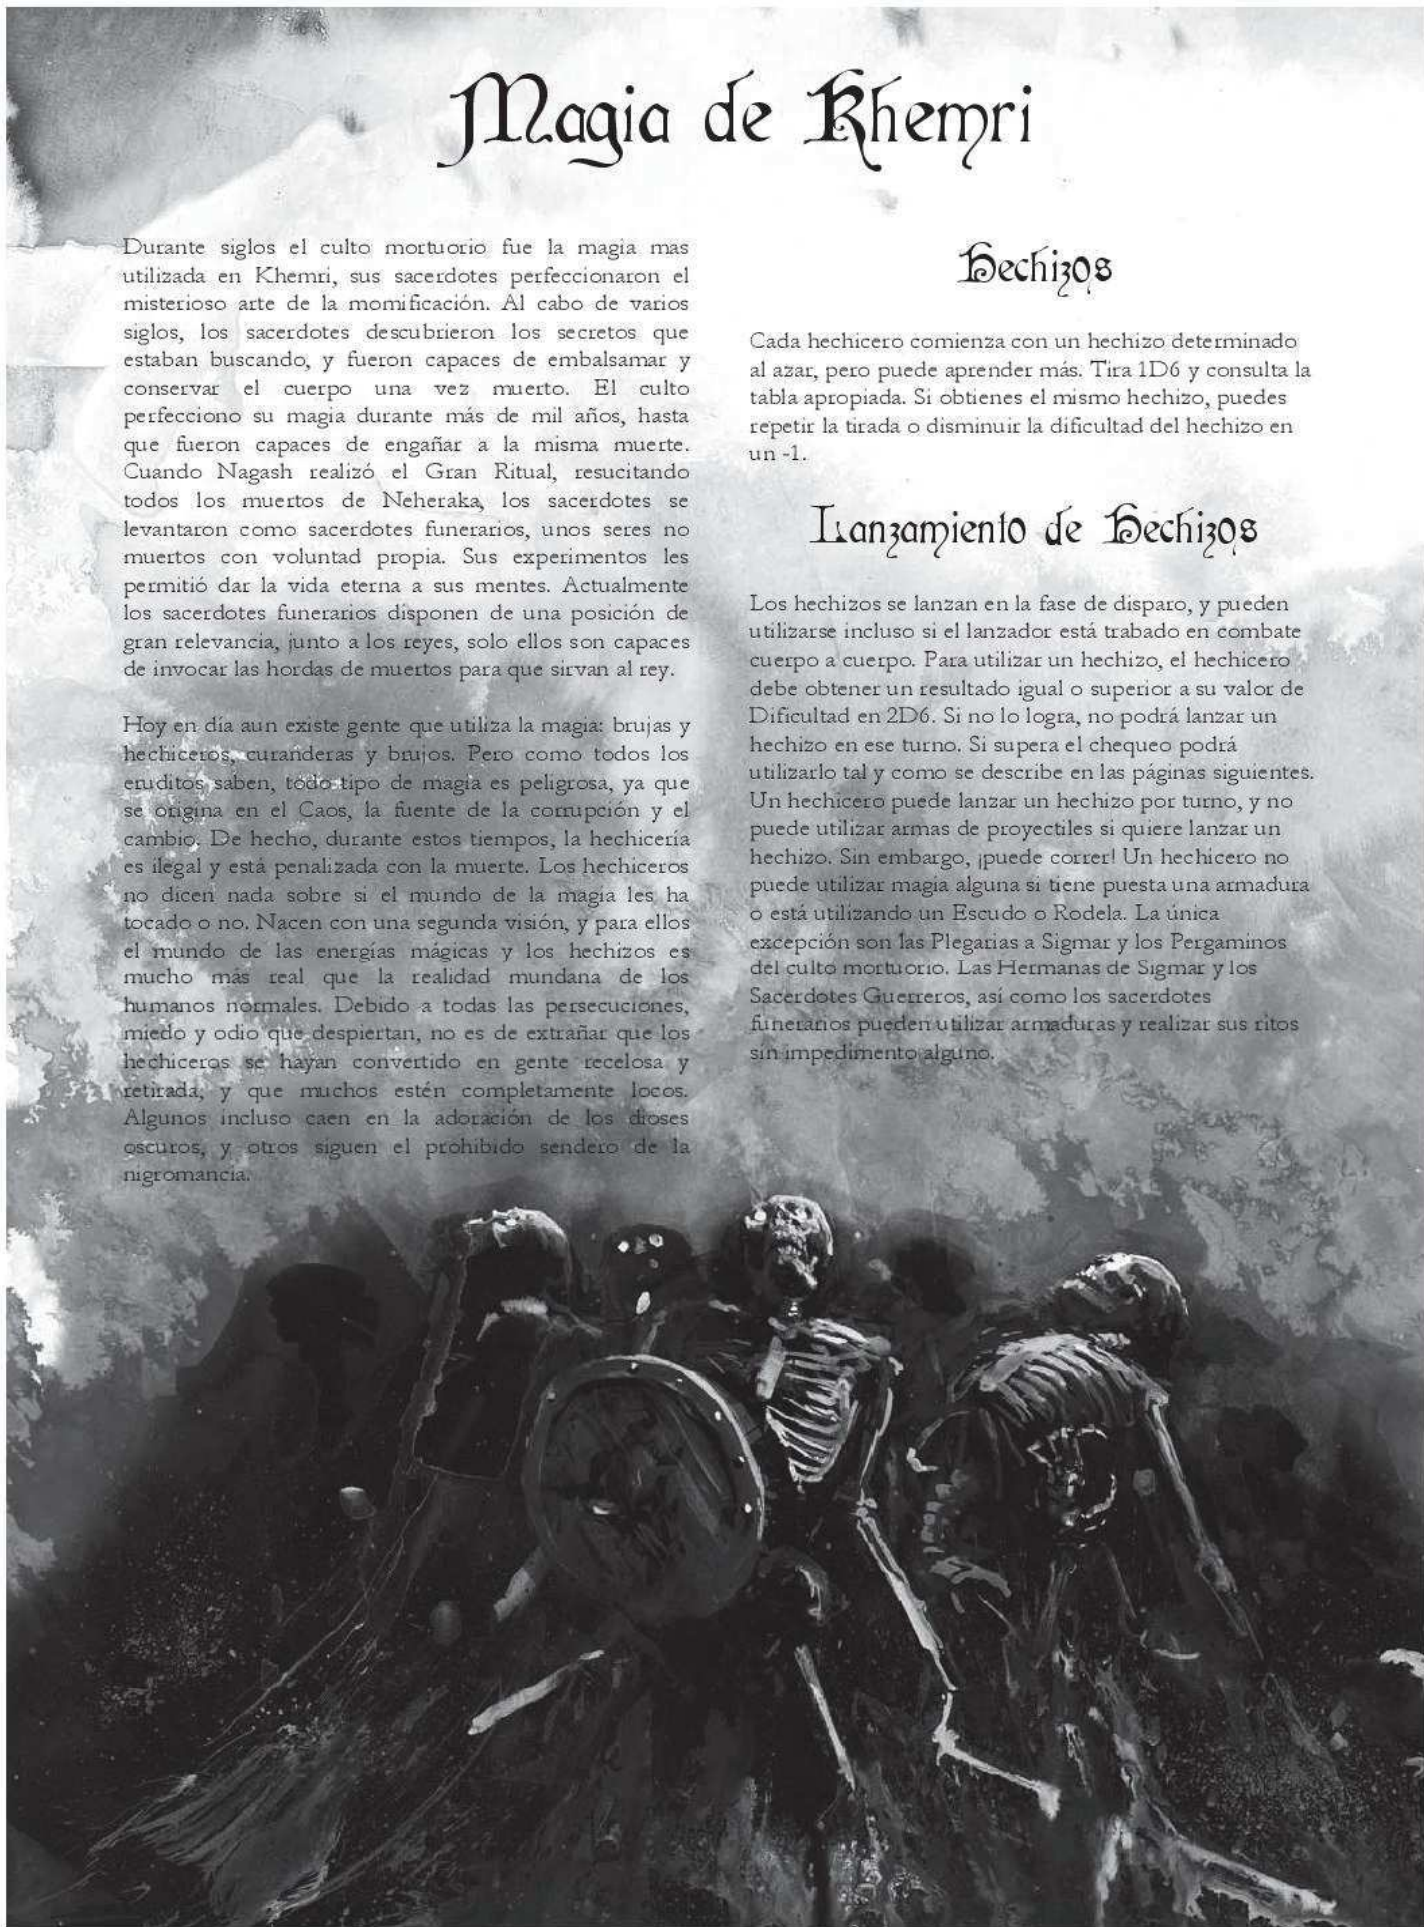 Magia de Khemri
Durante siglos el culto mortuorio fue la magia mas
utilizada en Khemri, sus sacerdotes perfeccionaron el
misterioso arte de la momificación. Al cabo de varios
siglos, los sacerdotes descubrieron los secretos que
estaban buscando, y fueron capaces de embalsamar y
conservar el cuerpo una vez muerto. El culto
perfecciono su magia durante más de mil años, hasta
que fueron capaces de engañar a la misma muerte.
Cuando Nagash realizó el Gran Ritual, resucitando
todos los muertos de Neheraka, los sacerdotes se
levantaron como sacerdotes funerarios, unos seres no
muertos con voluntad propia. Sus experimentos les
permitió dar la vida eterna a sus mentes. Actualmente
los sacerdotes funerarios disponen de una posición de
gran relevancia, junto a los reyes, solo ellos son capaces
de invocar las hordas de muertos para que sirvan al rey.
Hoy en día aun existe gente que utiliza la magia: brujas y
hechiceros, curanderas y brujos. Pero como todos los
eruditos saben, todo tipo de magia es peligrosa, ya que
se origina en el Caos, la fuente de la corrupción y el
cambio. De hecho, durante estos tiempos, la hechicería
es ilegal y está penalizada con la muerte. Los hechiceros
no dicen nada sobre si el mundo de la magia les ha
tocado o no. Nacen con una segunda visión, y para ellos
el mundo de las energías mágicas y los hechizos es
mucho más real que la realidad mundana de los
humanos normales. Debido a todas las persecuciones,
miedo y odio que despiertan, no es de extrañar que los
hechiceros se hayan convertido en gente recelosa y
retirada, y que muchos estén completamente locos.
Algunos incluso caen en la adoración de los dioses
oscuros, y otros siguen el prohibido sendero de la
nigromancia.
Hechizos
Cada hechicero comienza con un hechizo determinado
al azar, pero puede aprender más. Tira 1D6 y consulta la
tabla apropiada. Si obtienes el mismo hechizo, puedes
repetir la tirada o disminuir la dificultad del hechizo en
un -1.
Lanzamiento de Hechizos
Los hechizos se lanzan en la fase de disparo, y pueden
utilizarse incluso si el lanzador está trabado en combate
cuerpo a cuerpo. Para utilizar un hechizo, el hechicero
debe obtener un resultado igual o superior a su valor de
Dificultad en 2D6. Si no lo logra, no podrá lanzar un
hechizo en ese turno. Si supera el chequeo podrá
utilizarlo tal y como se describe en las páginas siguientes.
Un hechicero puede lanzar un hechizo por turno, y no
puede utilizar armas de proyectiles si quiere lanzar un
hechizo. Sin embargo, ¡puede correr! Un hechicero no
puede utilizar magia alguna si tiene puesta una armadura
o está utilizando un Escudo o Rodela. La única
excepción son las Plegarias a Sigmar y los Pergaminos
del culto mortuorio. Las Hermanas de Sigmar y los
Sacerdotes Guerreros, así como los sacerdotes
funerarios pueden utilizar armaduras y realizar sus ritos
sin impedimento alguno.